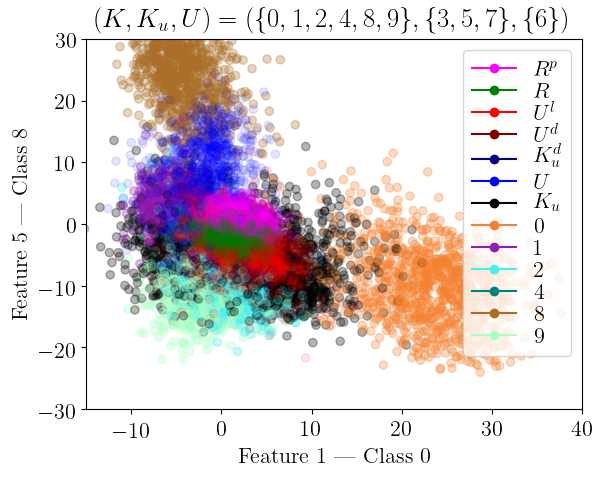 (K, K_u, U) = ({0, 1, 2, 4, 8, 9}, {3, 5, 7}, {6})
30
20
10
0
−10
−20
−30
Feature 5 — Class 8
R^p
R
U^l
U^d
K_u^d
U
K_u
0
1
2
4
8
9
−10
0
10
20
30
40
Feature 1 — Class 0